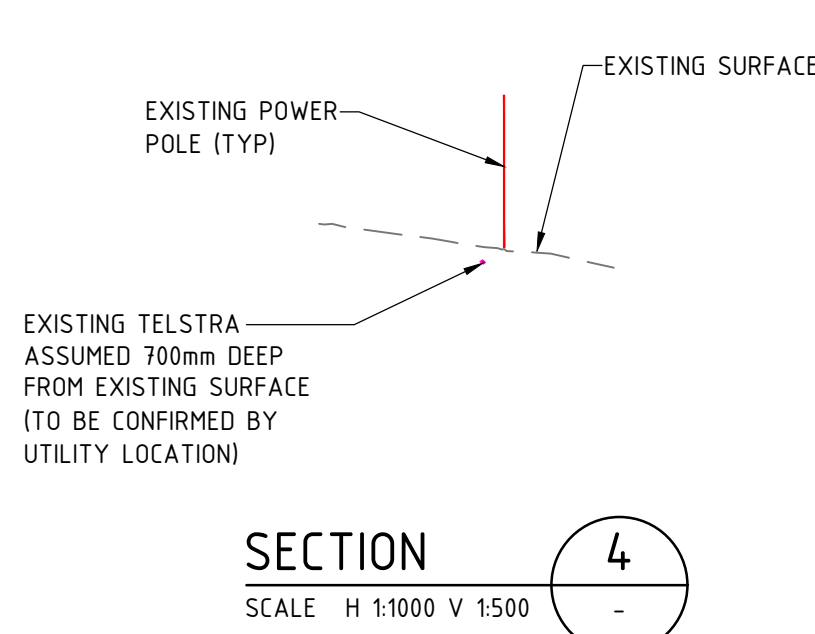 EXISTING SURFACE
EXISTING POWER
POLE (TYP)
EXISTING TELSTRA
ASSUMED 700mm DEEP
FROM EXISTING SURFACE
(TO BE CONFIRMED BY
UTILITY LOCATION)
SECTION 4
SCALE H 1:1000 V 1:500 -